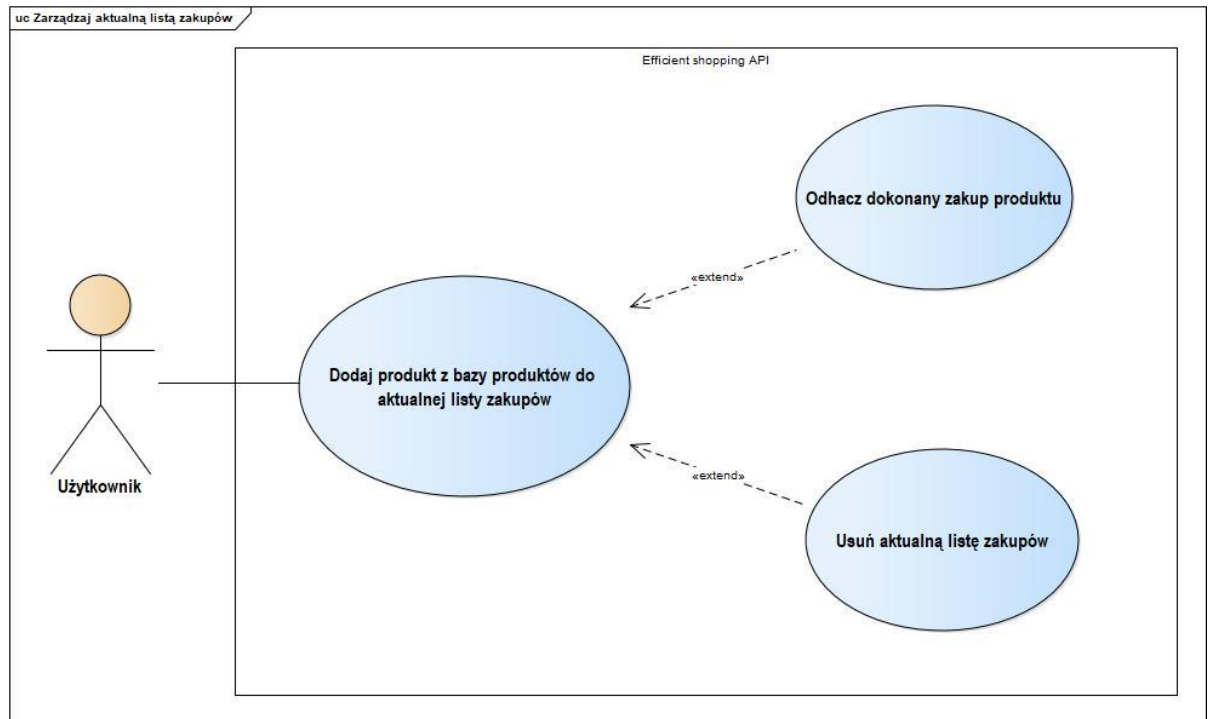 uc Zarządzaj aktualną listą zakupów
Efficient shopping API
Odhacz dokonany zakup produktu
«extend»
Dodaj produkt z bazy produktów do
aktualnej listy zakupów
«extend»
Użytkownik
Usuń aktualną listę zakupów